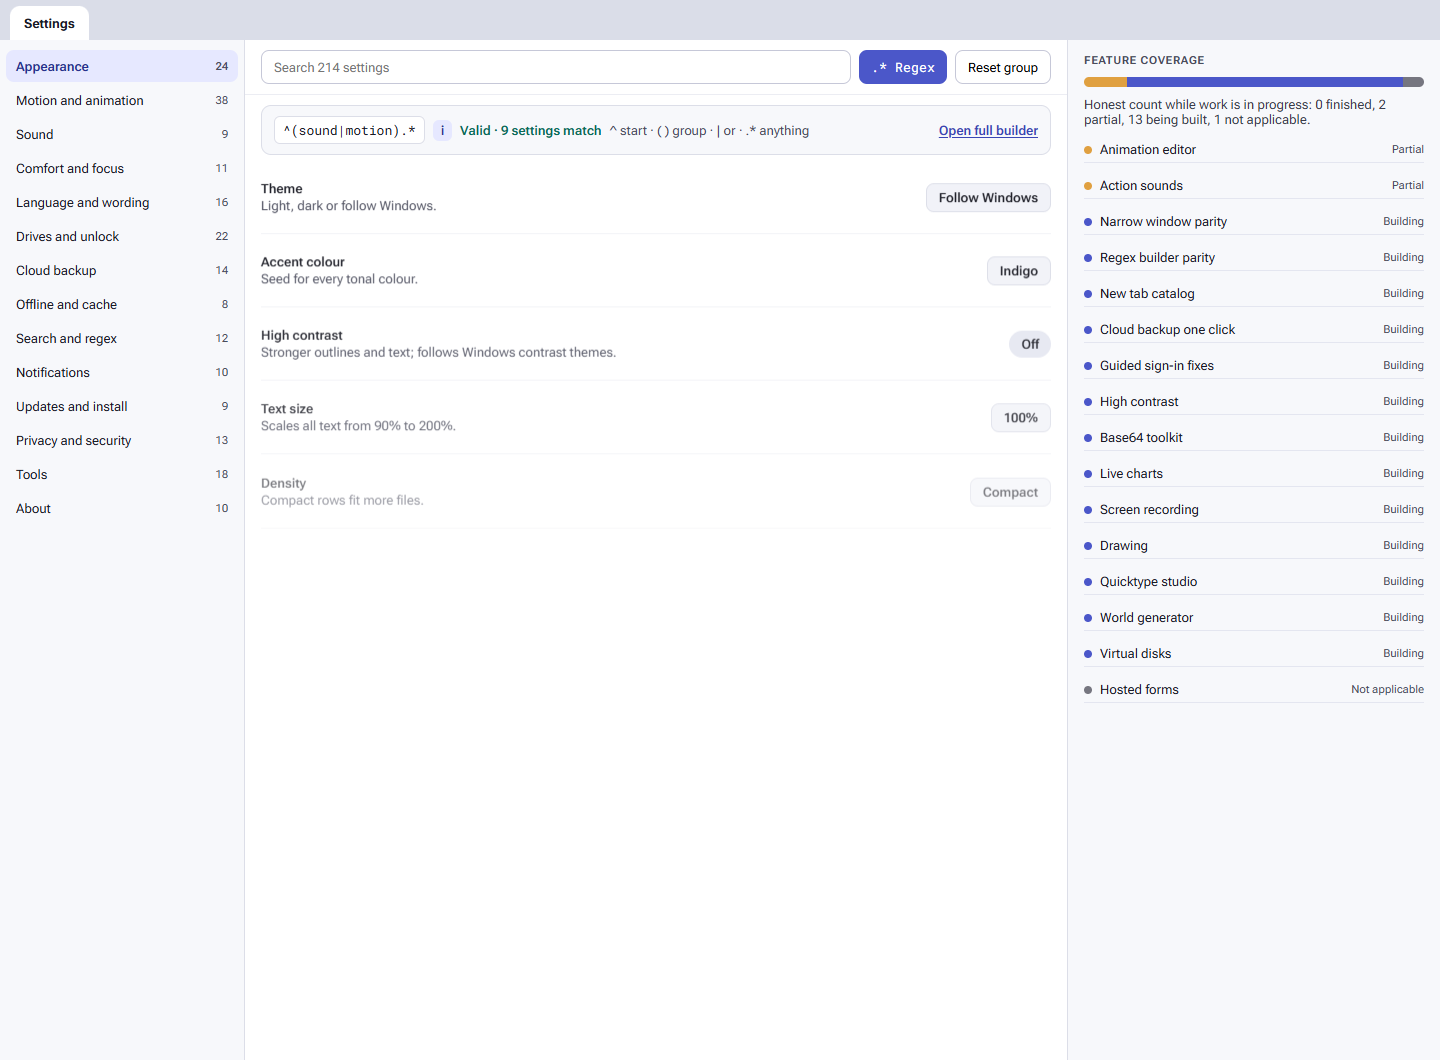 Settings
Appearance 24
Motion and animation 38
Sound 9
Comfort and focus 11
Language and wording 16
Drives and unlock 22
Cloud backup 14
Offline and cache 8
Search and regex 12
Notifications 10
Updates and install 9
Privacy and security 13
Tools 18
About 10
Search 214 settings
.* Regex
Reset group
^(sound|motion).* i Valid · 9 settings match ^ start · ( ) group · | or · .* anything Open full builder
Theme
Light, dark or follow Windows.
Follow Windows
Accent colour
Seed for every tonal colour.
Indigo
High contrast
Stronger outlines and text; follows Windows contrast themes.
Off
Text size
Scales all text from 90% to 200%.
100%
Density
Compact rows fit more files.
Compact
FEATURE COVERAGE
Honest count while work is in progress: 0 finished, 2
partial, 13 being built, 1 not applicable.
Animation editor Partial
Action sounds Partial
Narrow window parity Building
Regex builder parity Building
New tab catalog Building
Cloud backup one click Building
Guided sign-in fixes Building
High contrast Building
Base64 toolkit Building
Live charts Building
Screen recording Building
Drawing Building
Quicktype studio Building
World generator Building
Virtual disks Building
Hosted forms Not applicable